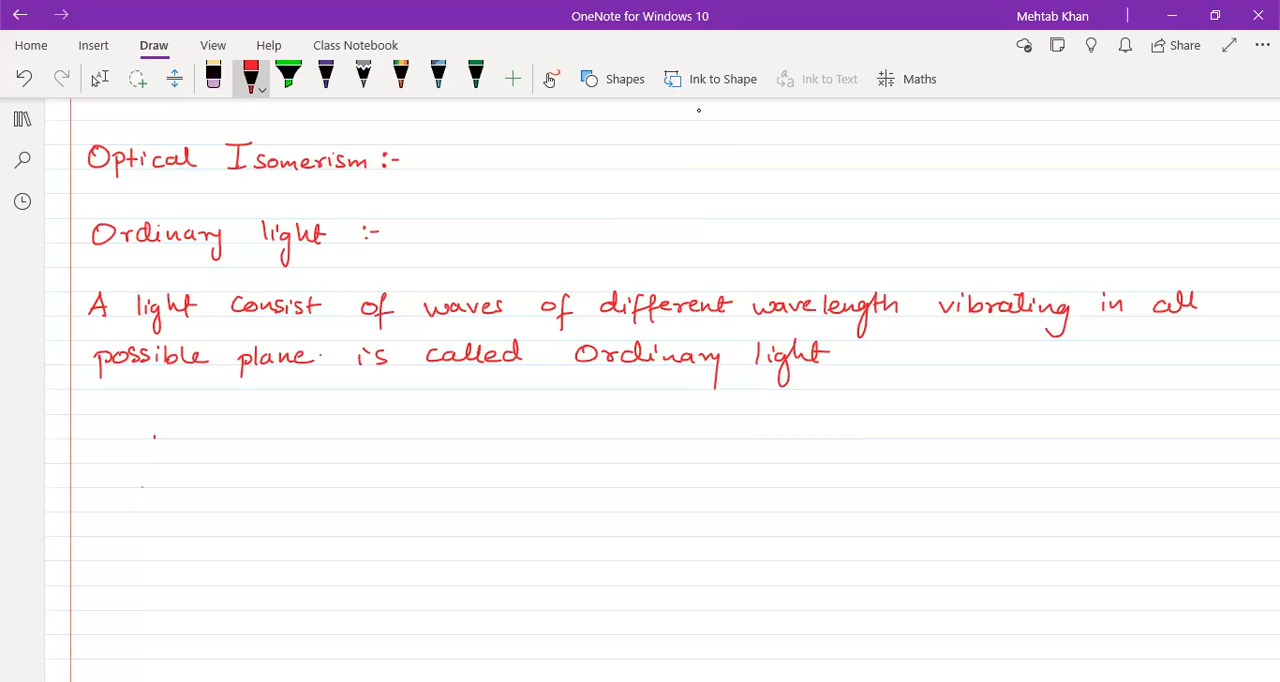 OneNote for Windows 10
Mehtab Khan
Home Insert Draw View Help Class Notebook
Share
Shapes Ink to Shape Ink to Text Maths
Optical Isomerism :-
Ordinary light :-
A light consist of waves of different wavelength vibrating in all
possible plane. is called Ordinary light